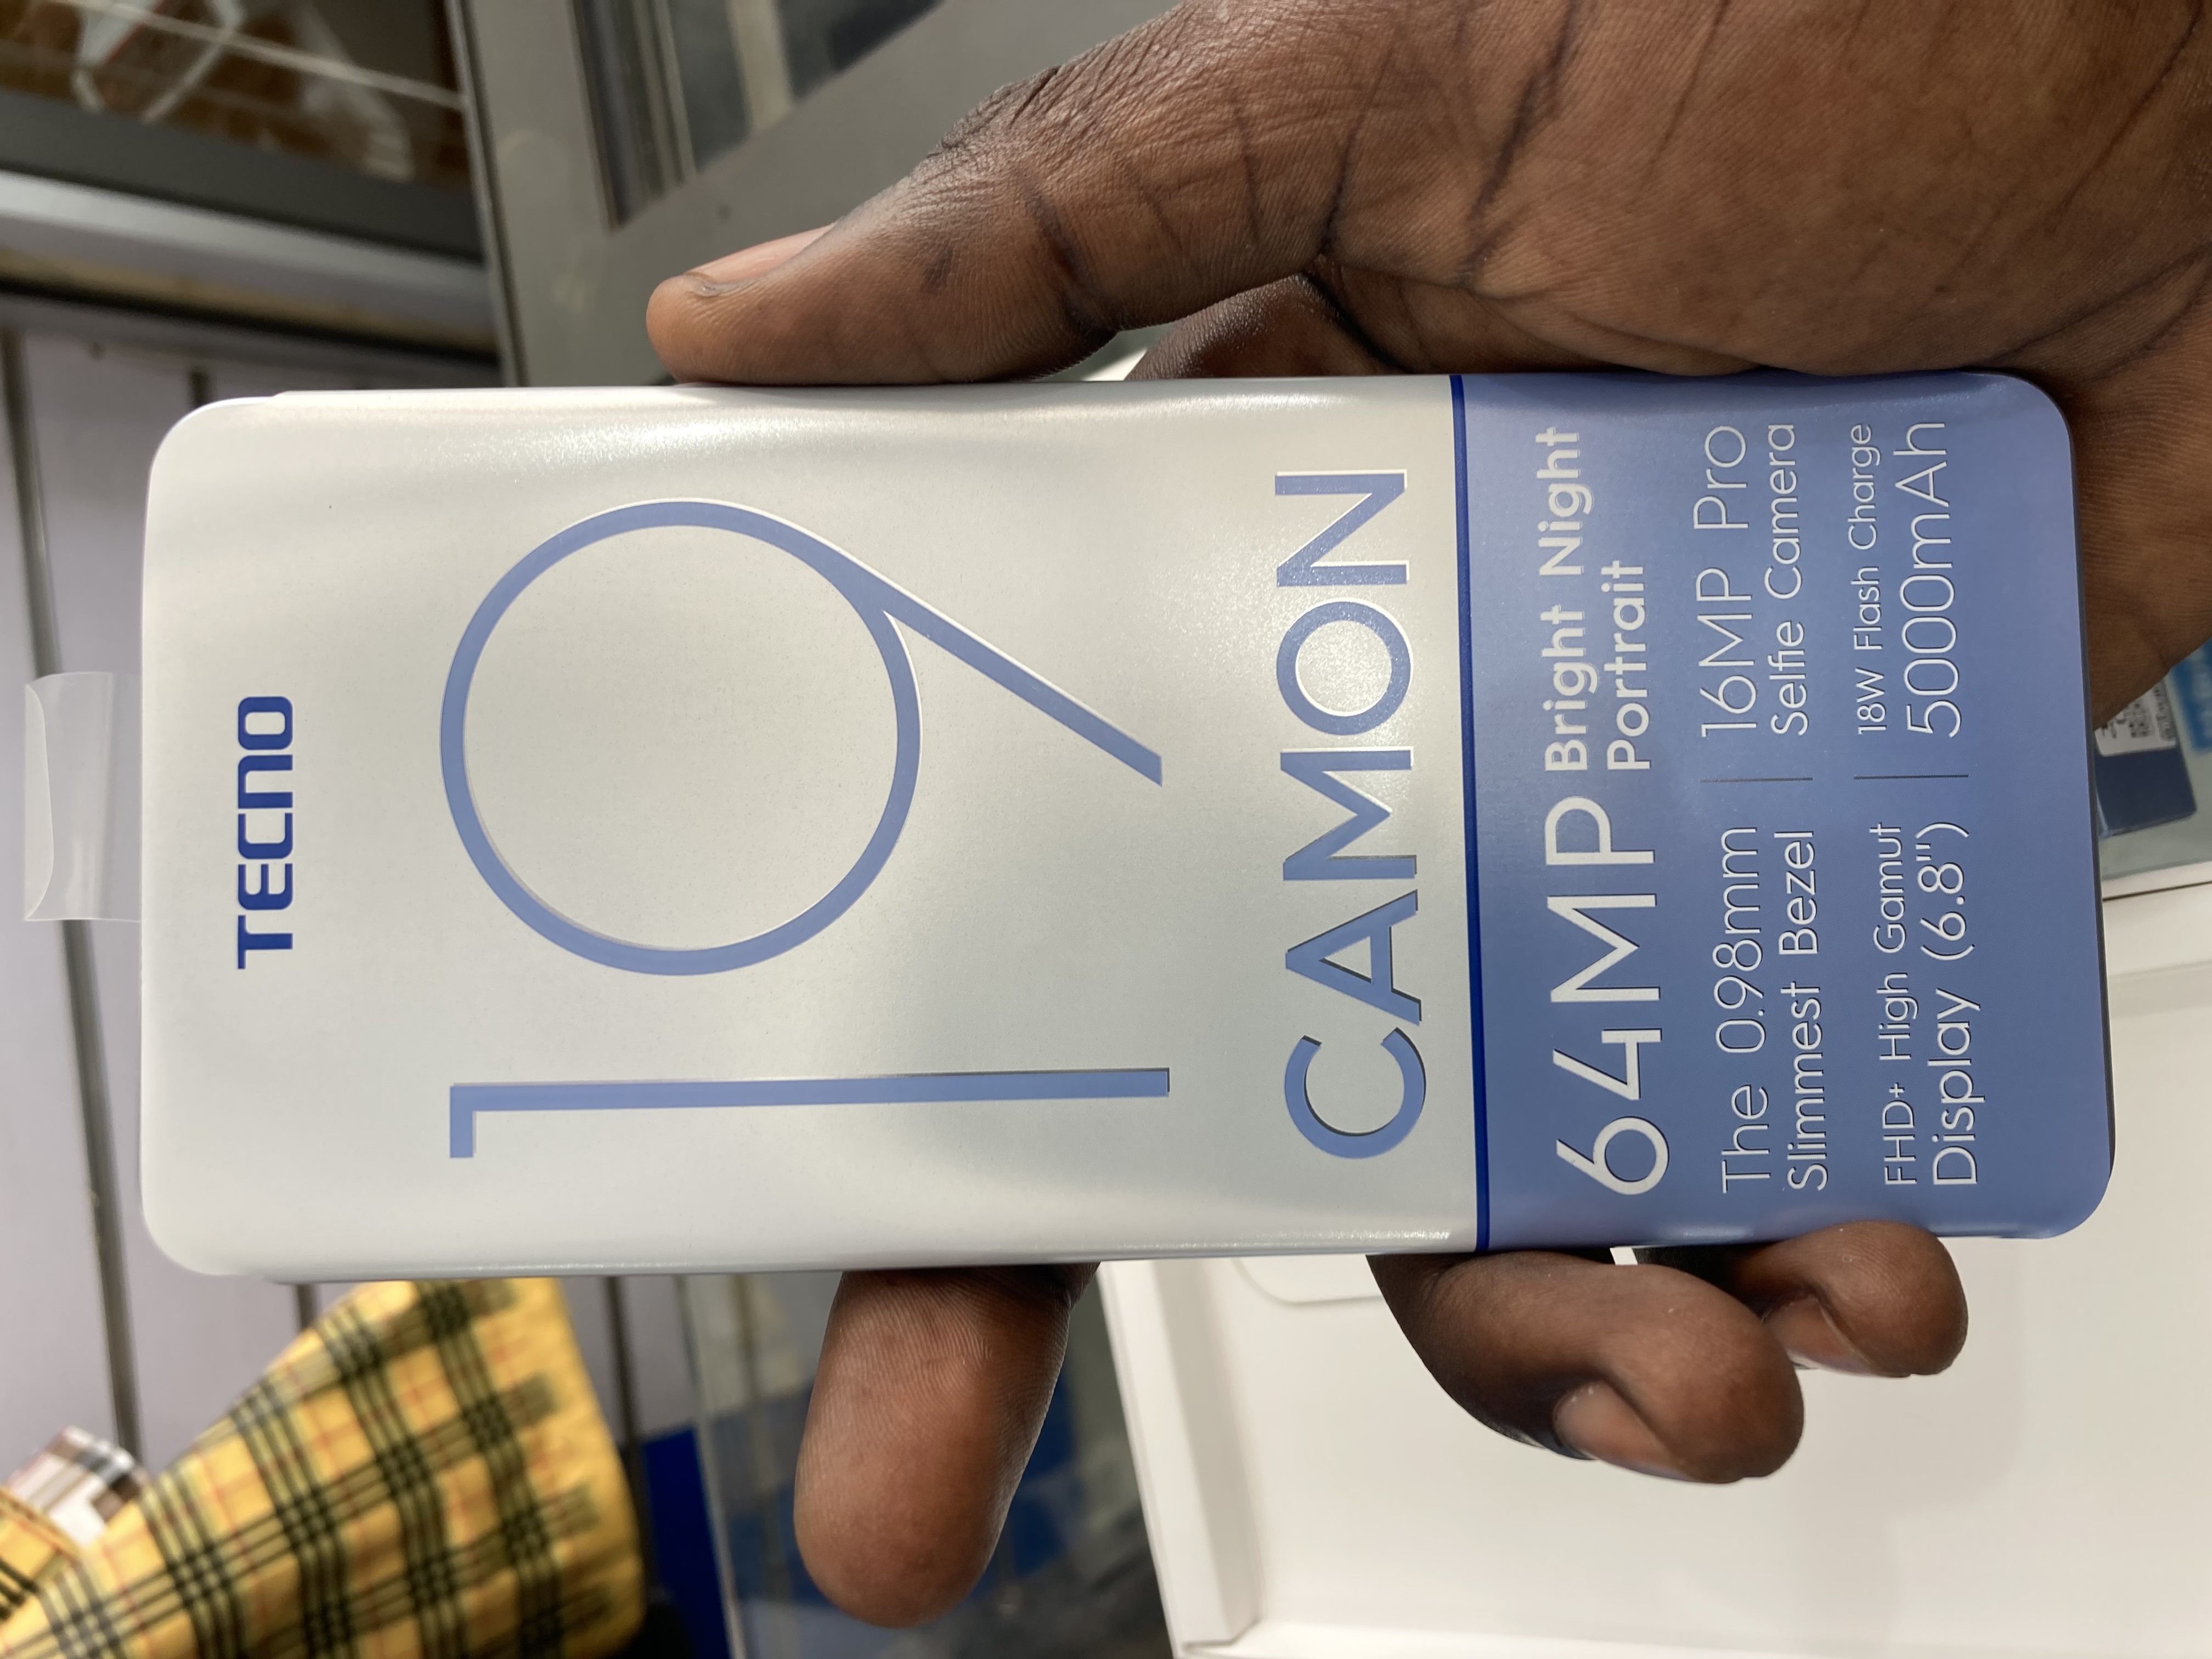 TECNO
19
CAMON
64MP Bright Night
Portrait
The 0.98mm
Slimmest Bezel
16MP Pro
Selfie Camera
FHD+ High Gamut
Display (6.8")
18W Flash Charge
5000mAh